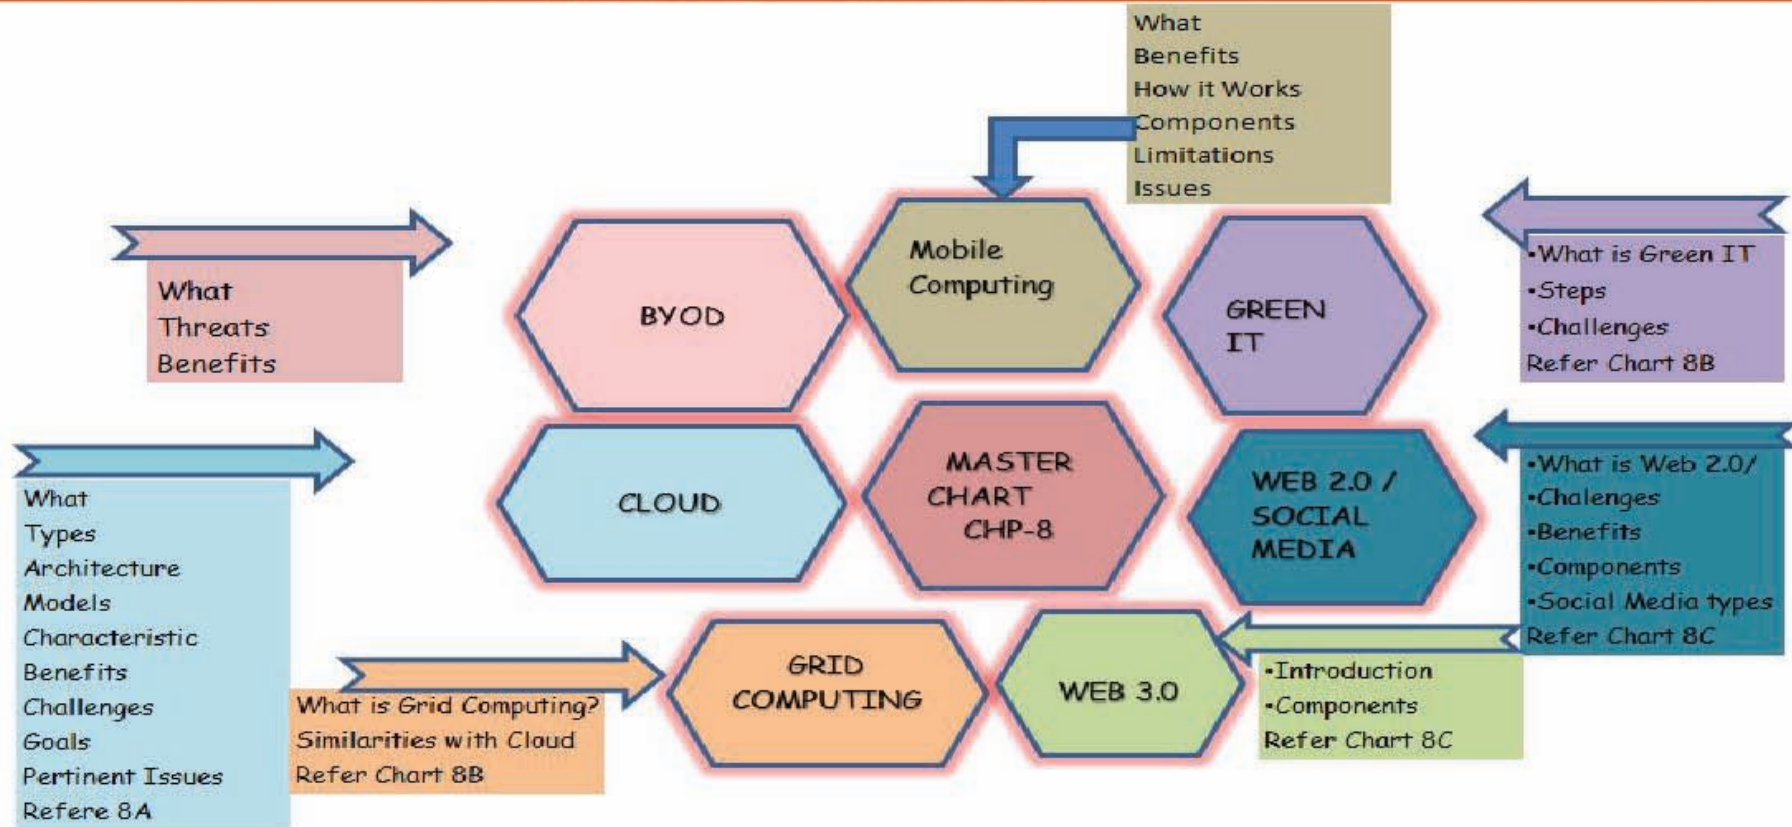 What
Benefits
How it Works
Components
Limitations
Issues
What
Threats
Benefits
BYOD
Mobile
Computing
GREEN
IT
•What is Green IT
•Steps
•Challenges
Refer Chart 8B
What
Types
Architecture
Models
Characteristic
Benefits
Challenges
Goals
Pertinent Issues
Refere 8A
CLOUD
MASTER
CHART
CHP-8
WEB 2.0 /
SOCIAL
MEDIA
•What is Web 2.0/
•Chalenges
•Benefits
•Components
•Social Media types
Refer Chart 8C
What is Grid Computing?
Similarities with Cloud
Refer Chart 8B
GRID
COMPUTING
WEB 3.0
•Introduction
•Components
Refer Chart 8C